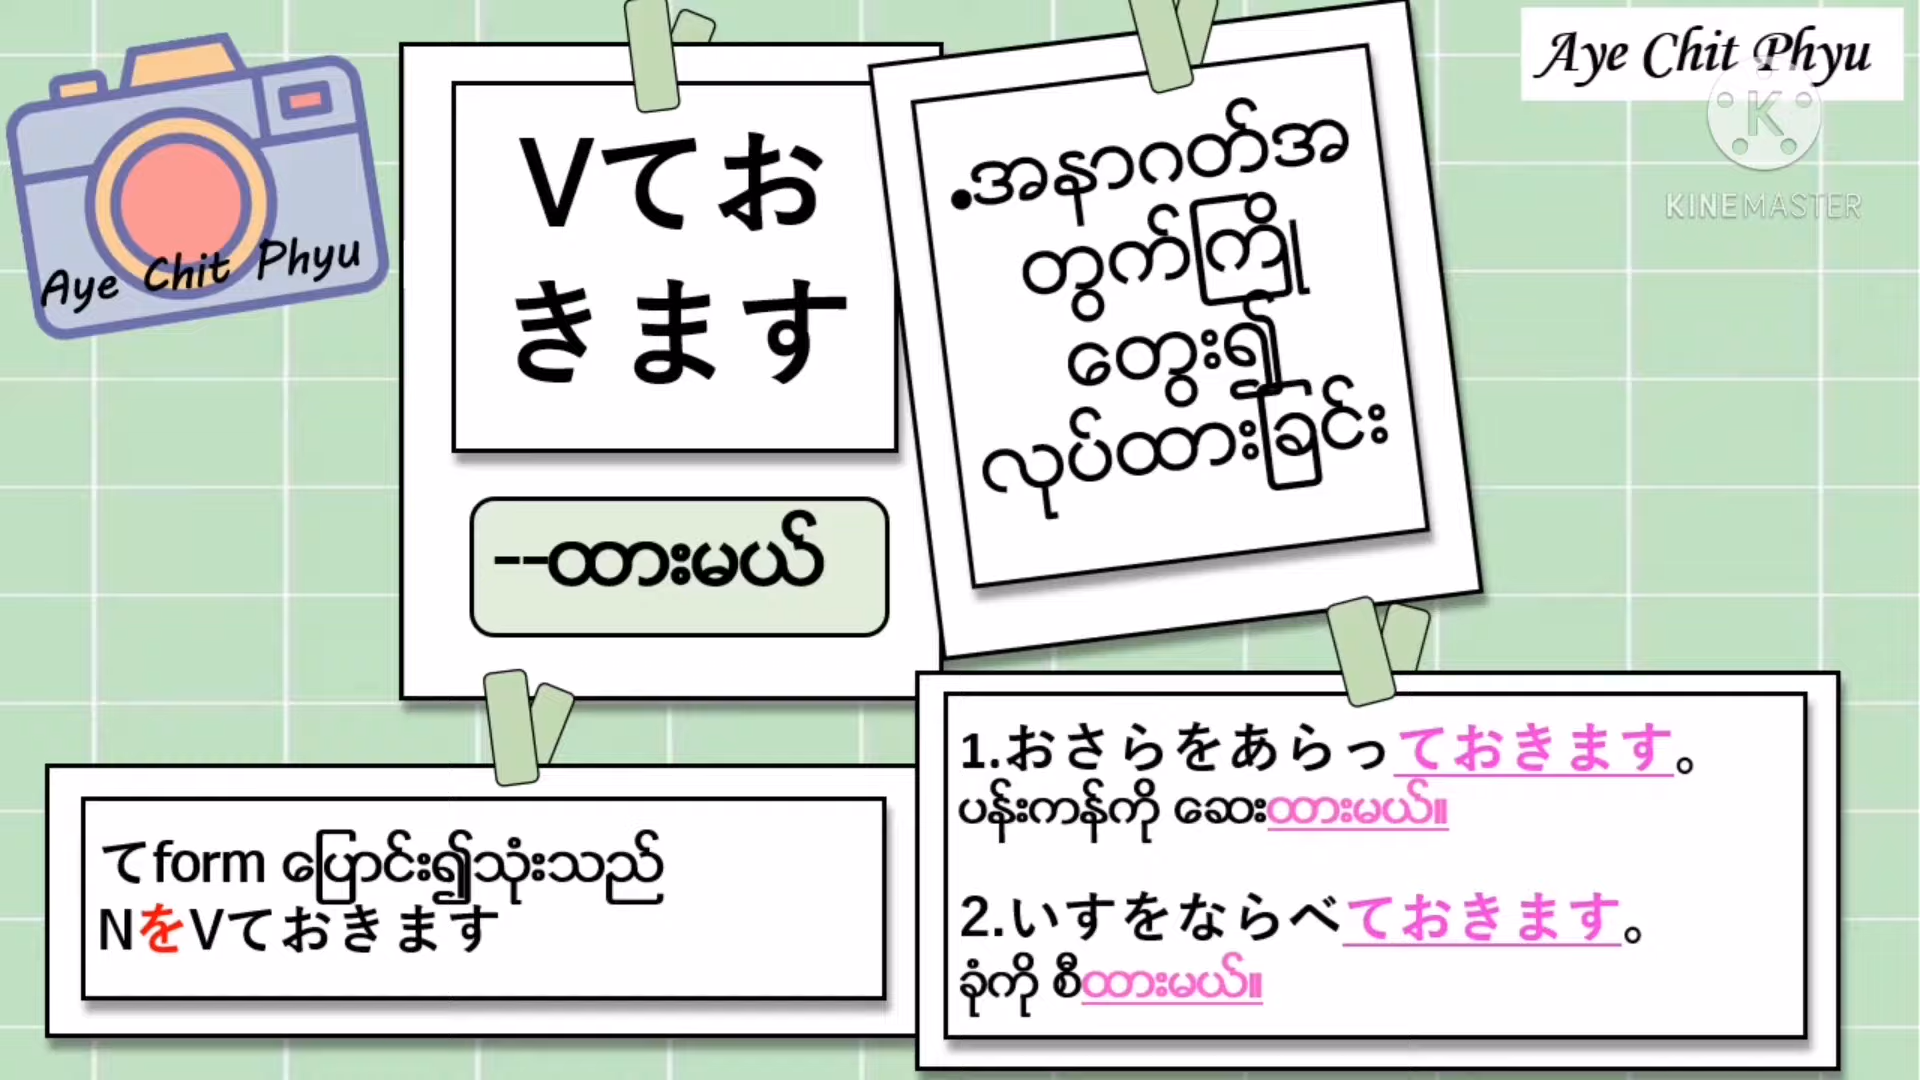 Aye Chit Phyu
Vてお
きます
--ထားမယ်
•အနာဂတ်အ
တွက်ကြို
တွေး၍
လုပ်ထားခြင်း
Aye Chit Phyu
K
KINEMASTER
てform ပြောင်း၍သုံးသည်
NをVておきます
1.おさらをあらっておきます。
ပန်းကန်ကို ဆေးထားမယ်။
2.いすをならべておきます。
ခုံကို စီထားမယ်။